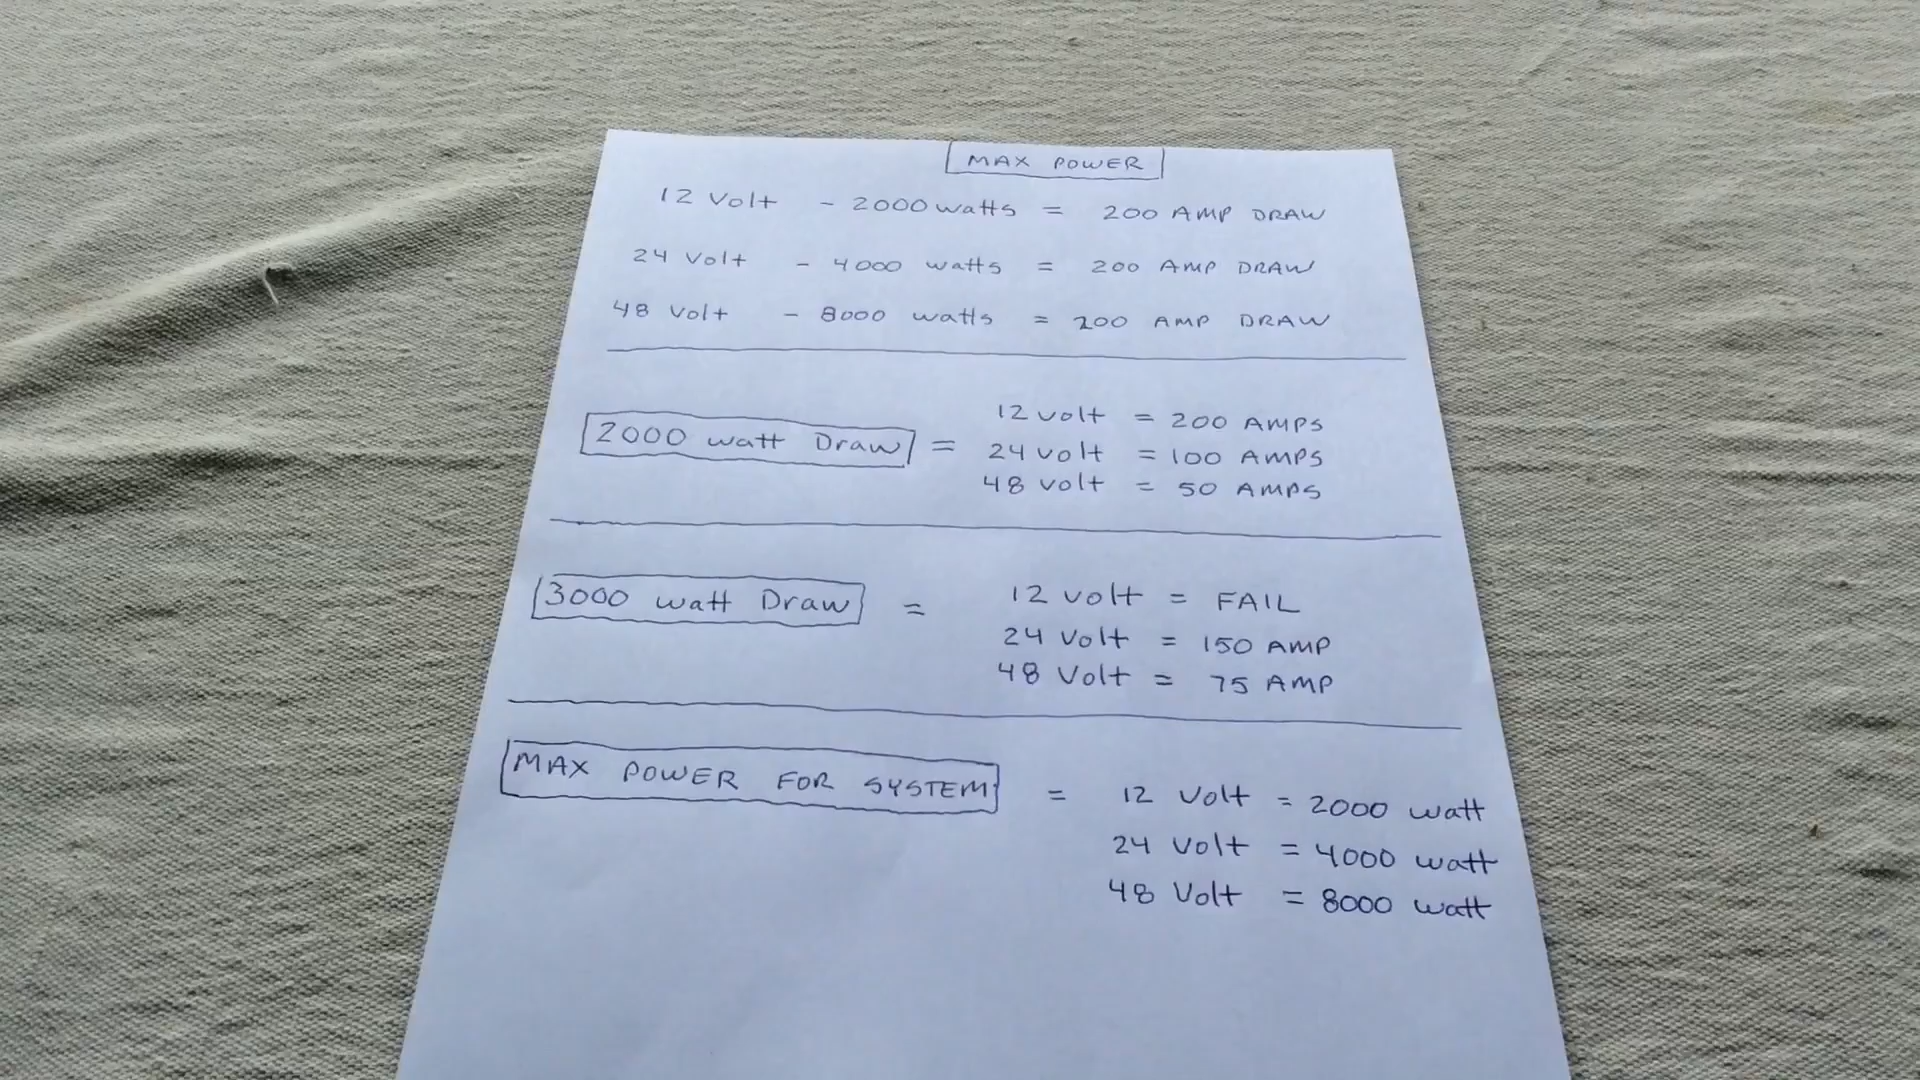 MAX POWER
12 Volt - 2000 watts = 200 AMP DRAW
24 Volt - 4000 watts = 200 AMP DRAW
48 Volt - 8000 watts = 200 AMP DRAW
2000 watt Draw =
12 volt = 200 AMPS
24 volt = 100 AMPS
48 volt = 50 AMPS
3000 watt Draw =
12 volt = FAIL
24 Volt = 150 AMP
48 Volt = 75 AMP
MAX POWER FOR SYSTEM =
12 Volt = 2000 watt
24 Volt = 4000 watt
48 Volt = 8000 watt